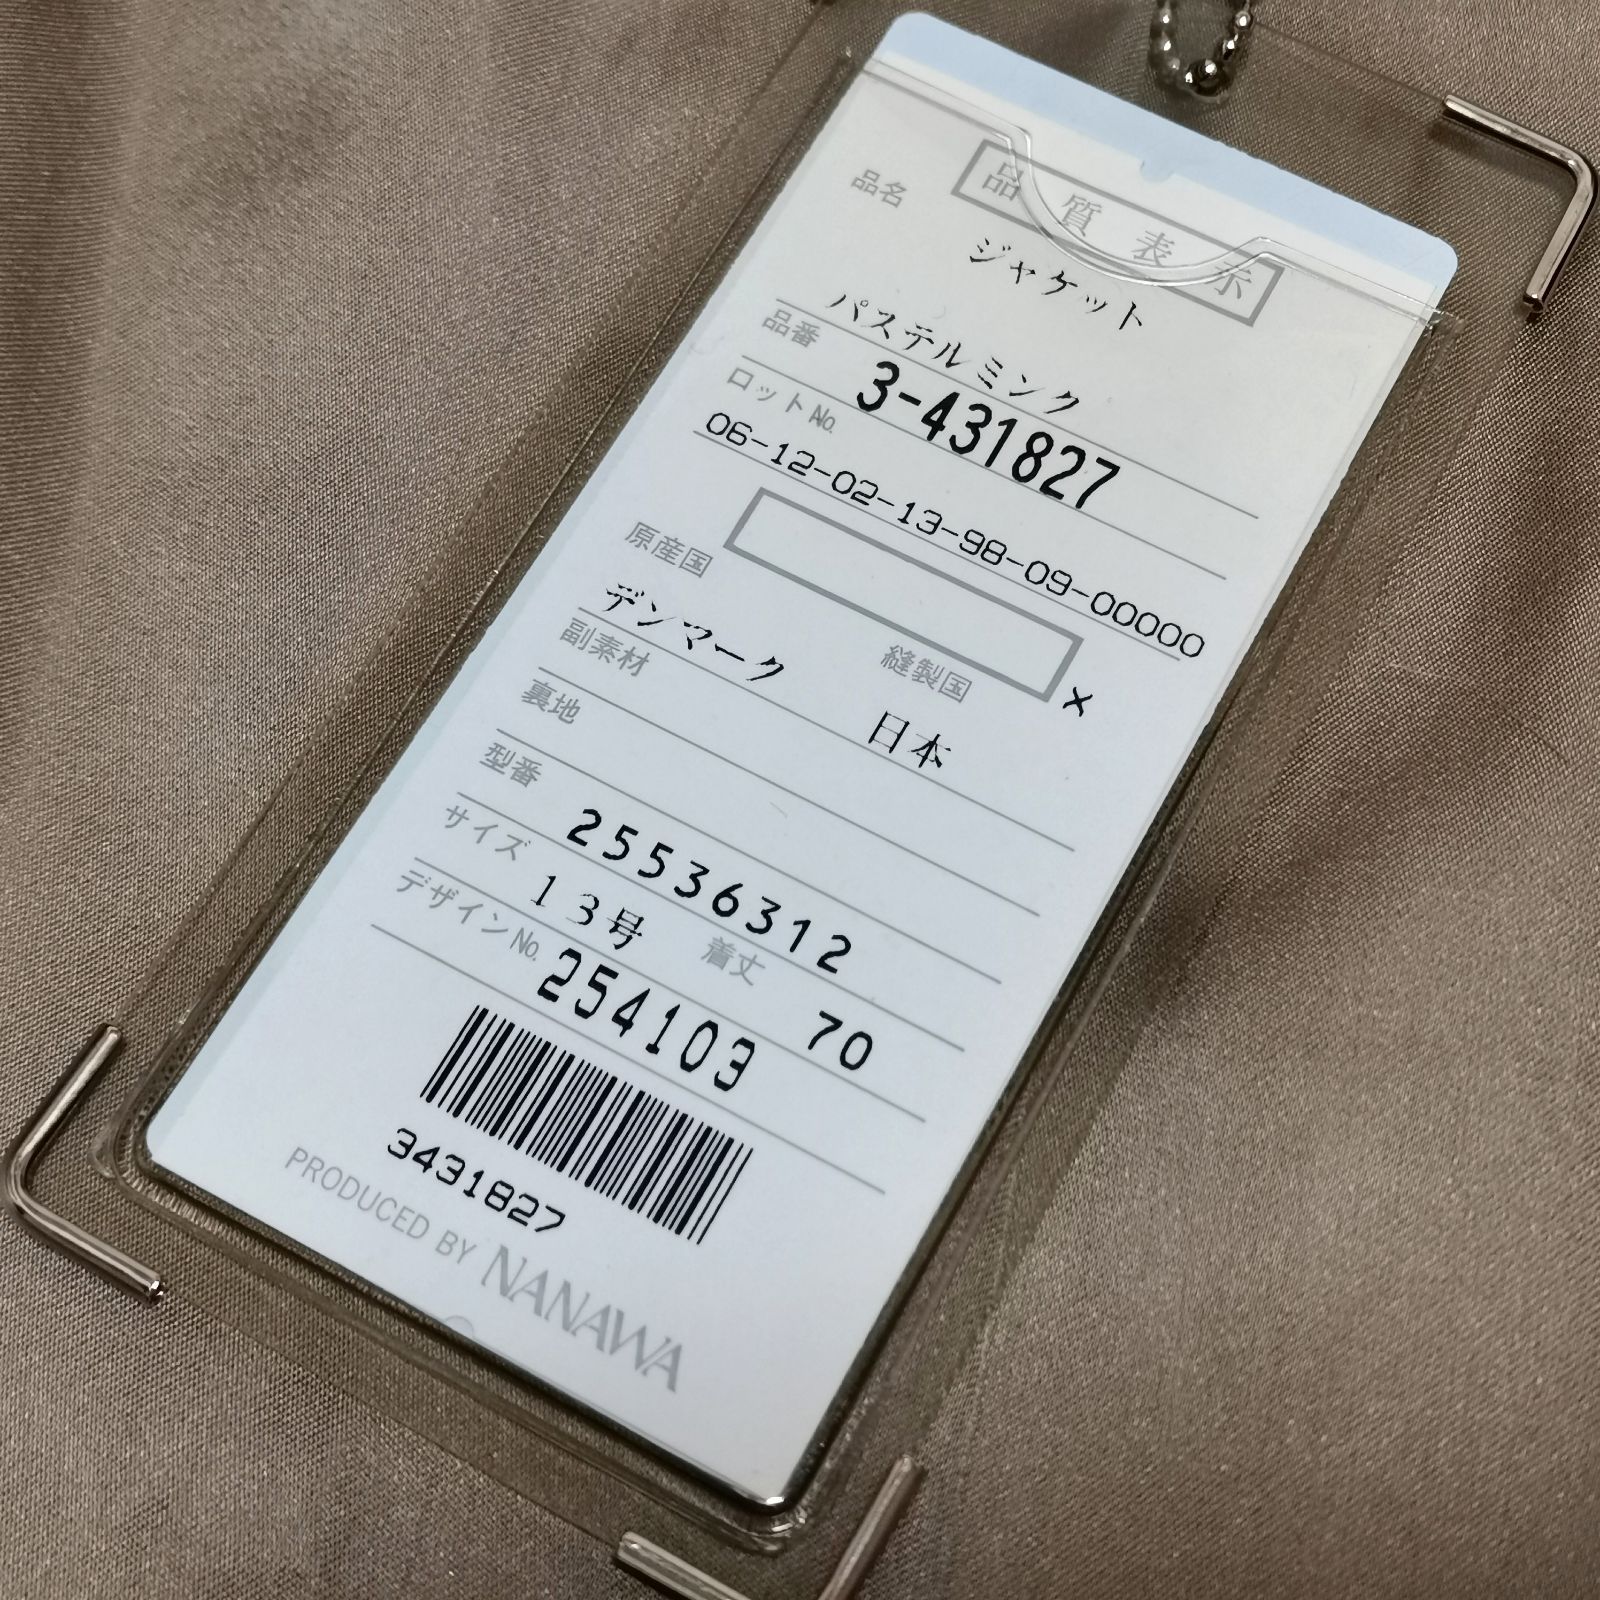 品質表示
品名
ジャケット
パステルミンク
品番 3-431827
ロットNo.
06-12-02-13-98-09-00000
×
原産国 縫製国
デンマーク 日本
副素材
裏地
型番 25536312
サイズ 13号 着丈 70
デザインNo. 254103
3431827
PRODUCED BY NANAWA